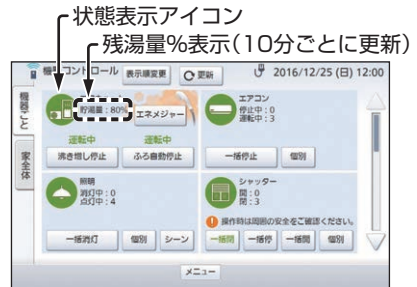 状態表示アイコン
残湯量%表示(10分ごとに更新)
機器コントロール 表示順変更 更新 2016/12/25 (日) 12:00
機器ごと
家全体
貯湯量:80% エネメジャー
運転中 運転中
沸き増し停止 ふろ自動停止
エアコン
停止中:0
運転中:3
一括停止 個別
照明
消灯中:0
点灯中:4
一括消灯 個別 シーン
シャッター
開:0
閉:3
操作時は周囲の安全をご確認ください。
一括開 一括停 一括閉 個別
メニュー